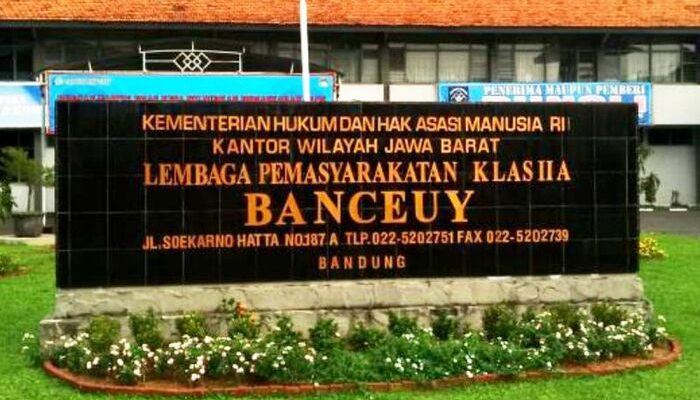 PENERIMA MAUPUN PEMBERI
KEMENTERIAN HUKUM DAN HAK ASASI MANUSIA RI
KANTOR WILAYAH JAWA BARAT
LEMBAGA PEMASYARAKATAN KLAS IIA
BANCEUY
JL. SOEKARNO HATTA NO.187 A TLP.022-5202751 FAX 022-5202739
BANDUNG